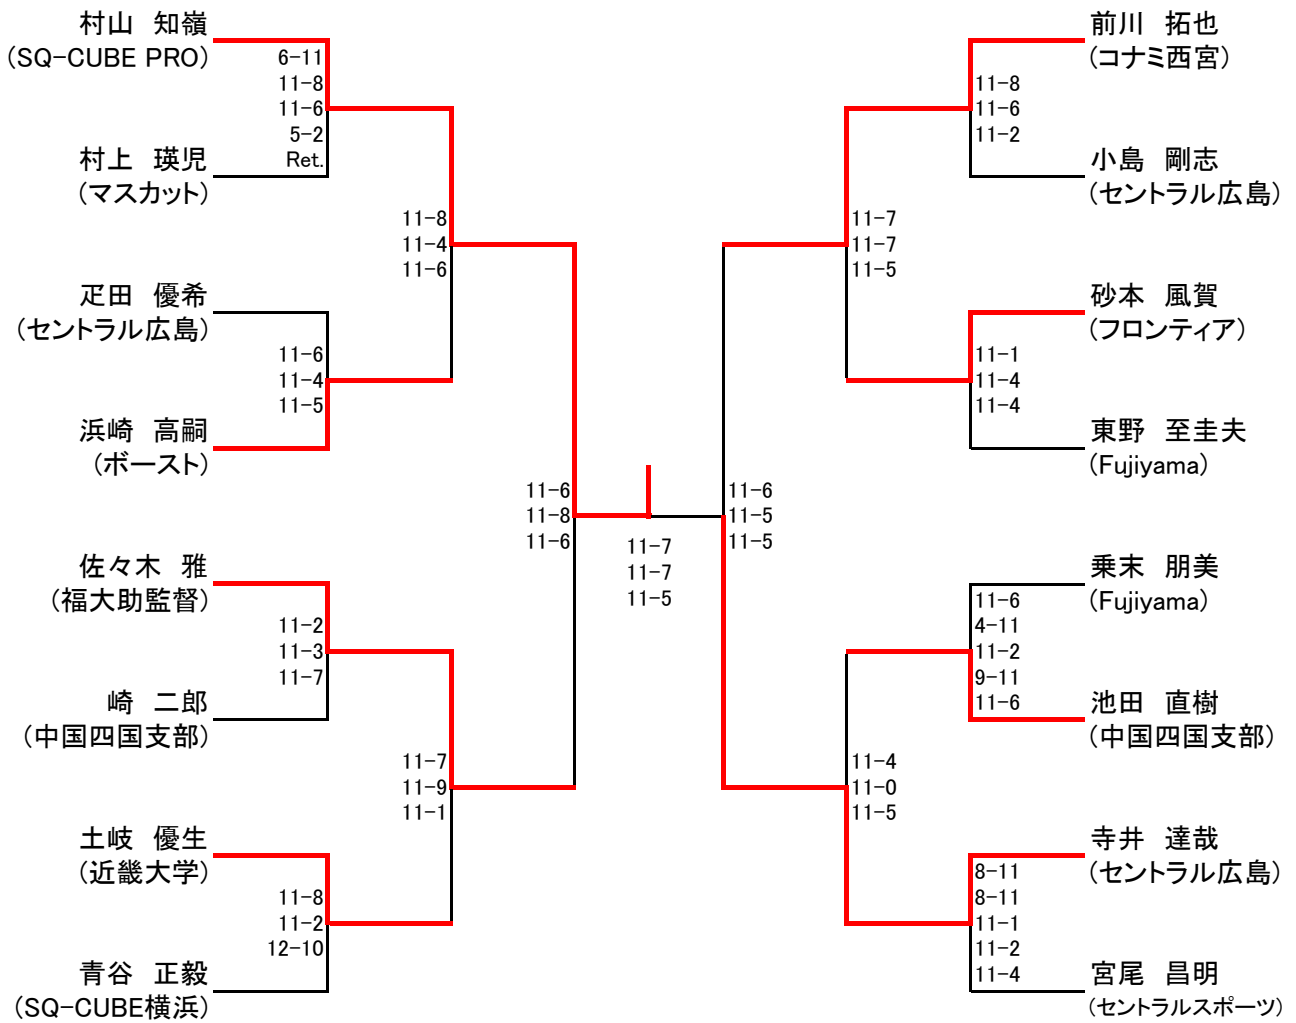 村山 知嶺
(SQ-CUBE PRO)
6-11
11-8
11-6
5-2
Ret.
村上 瑛児
(マスカット)
11-8
11-4
11-6
疋田 優希
(セントラル広島)
11-6
11-4
11-5
浜崎 高嗣
(ボースト)
11-6
11-8
11-6
佐々木 雅
(福大助監督)
11-2
11-3
11-7
崎 二郎
(中国四国支部)
11-7
11-9
11-1
土岐 優生
(近畿大学)
11-8
11-2
12-10
青谷 正毅
(SQ-CUBE横浜)
11-7
11-7
11-5
前川 拓也
(コナミ西宮)
11-8
11-6
11-2
小島 剛志
(セントラル広島)
11-7
11-7
11-5
砂本 風賀
(フロンティア)
11-1
11-4
11-4
東野 至圭夫
(Fujiyama)
11-6
11-5
11-5
乗末 朋美
(Fujiyama)
11-6
4-11
11-2
9-11
11-6
池田 直樹
(中国四国支部)
11-4
11-0
11-5
寺井 達哉
(セントラル広島)
8-11
8-11
11-1
11-2
11-4
宮尾 昌明
(セントラルスポーツ)